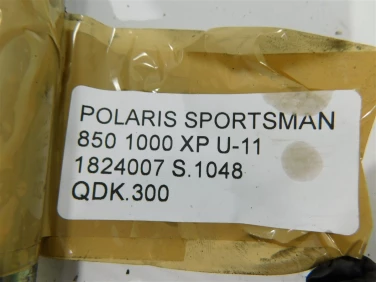 POLARIS SPORTSMAN
850 1000 XP U-11
1824007 S.1048
QDK.300